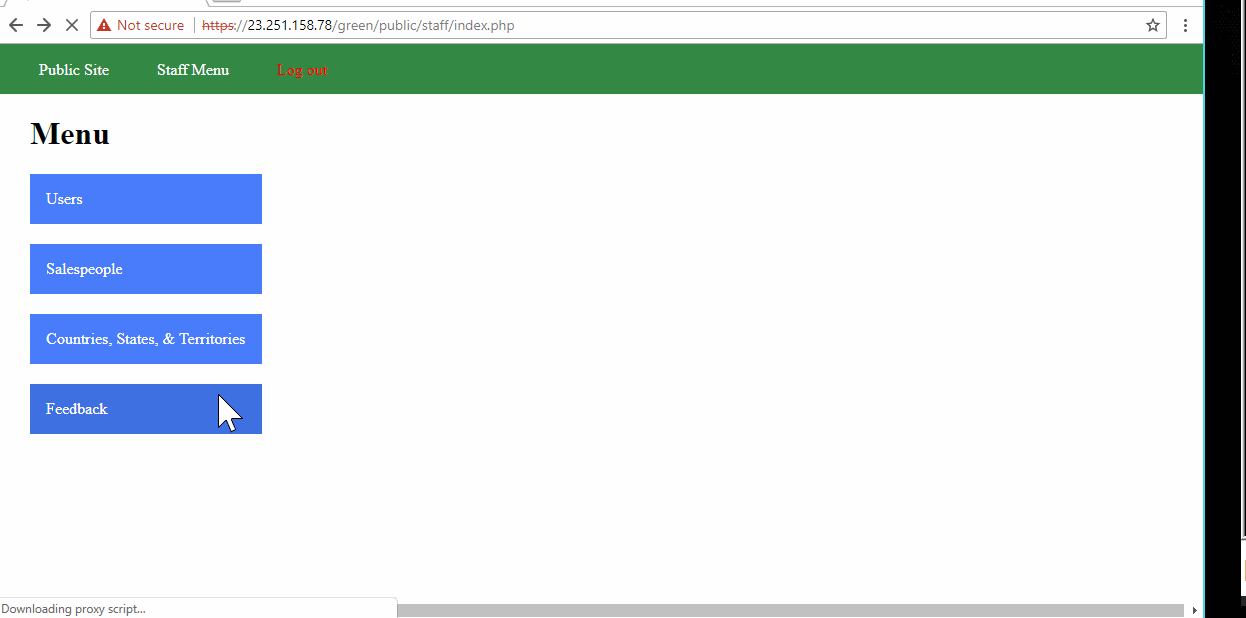 Not secure https://23.251.158.78/green/public/staff/index.php
Public Site Staff Menu Log out
Menu
Users
Salespeople
Countries, States, & Territories
Feedback
Downloading proxy script...